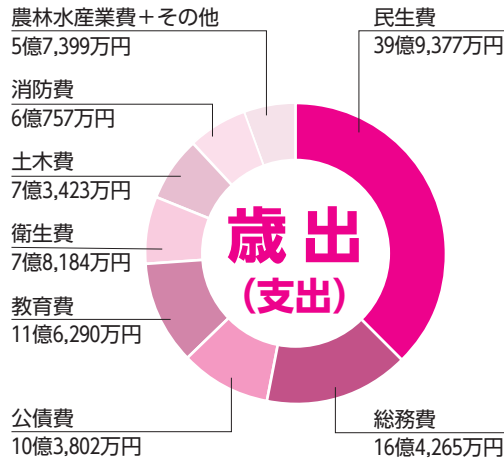 農林水産業費＋その他
5億7,399万円
消防費
6億757万円
土木費
7億3,423万円
衛生費
7億8,184万円
教育費
11億6,290万円
公債費
10億3,802万円
民生費
39億9,377万円
総務費
16億4,265万円
歳出
（支出）